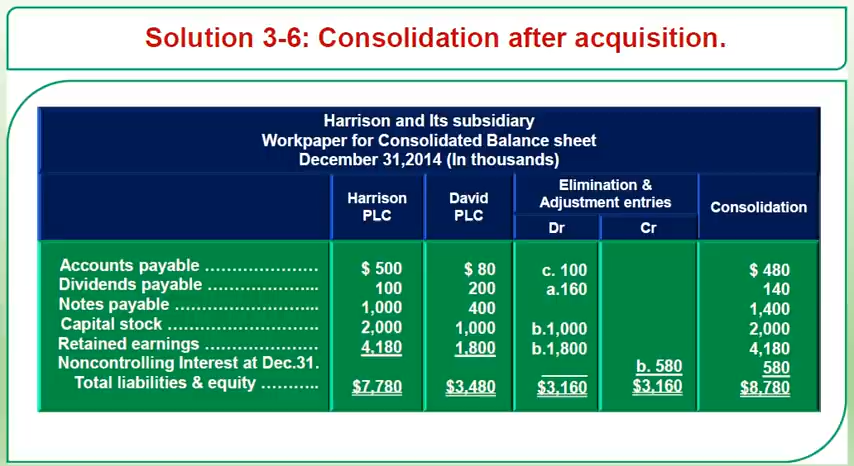 Solution 3-6: Consolidation after acquisition.
Harrison and Its subsidiary
Workpaper for Consolidated Balance sheet
December 31,2014 (In thousands)
Harrison PLC David PLC Elimination & Adjustment entries Consolidation
Dr Cr
Accounts payable ..................... $ 500 $ 80 c. 100 $ 480
Dividends payable ..................... 100 200 a.160 140
Notes payable .......................... 1,000 400 1,400
Capital stock ............................ 2,000 1,000 b.1,000 2,000
Retained earnings ..................... 4,180 1,800 b.1,800 4,180
Noncontrolling Interest at Dec.31. b. 580 580
Total liabilities & equity ........... $7,780 $3,480 $3,160 $3,160 $8,780